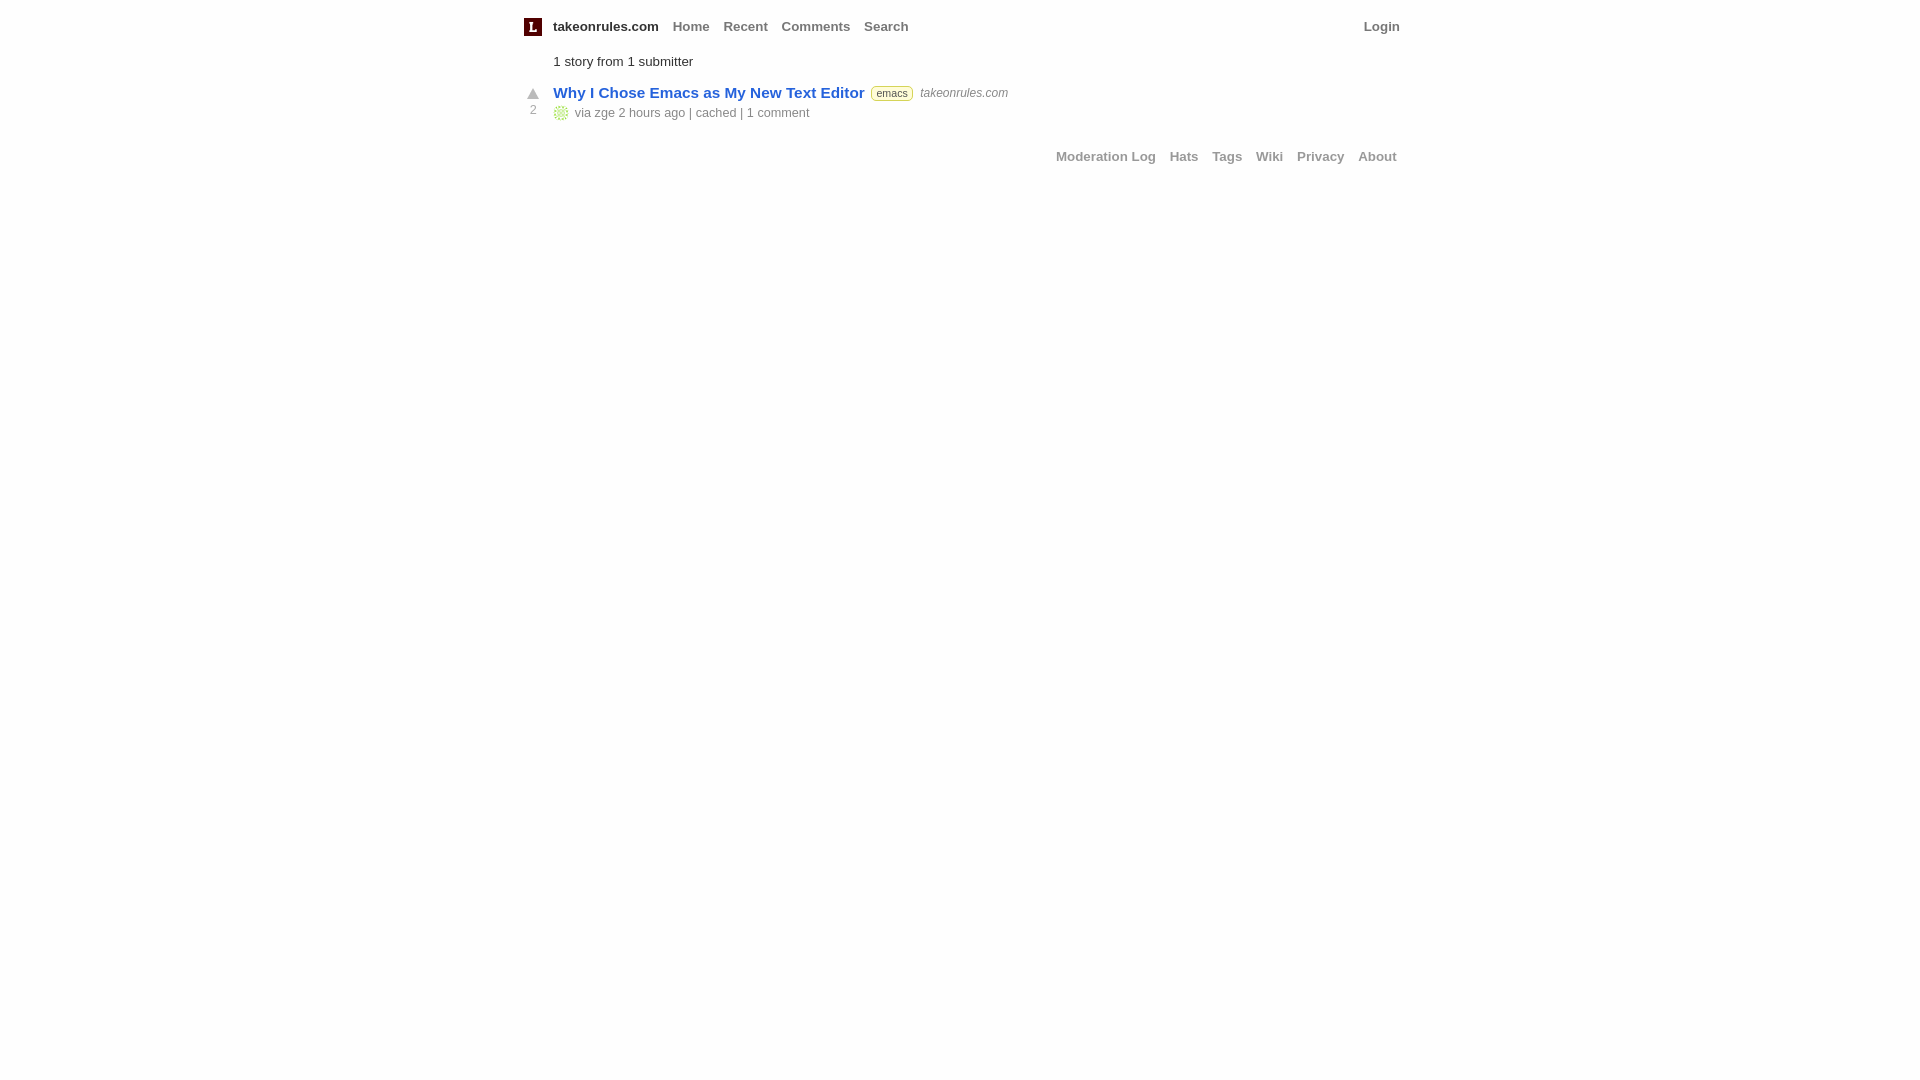 L takeonrules.com Home Recent Comments Search Login
1 story from 1 submitter
Why I Chose Emacs as My New Text Editor emacs takeonrules.com
2 via zge 2 hours ago | cached | 1 comment
Moderation Log Hats Tags Wiki Privacy About